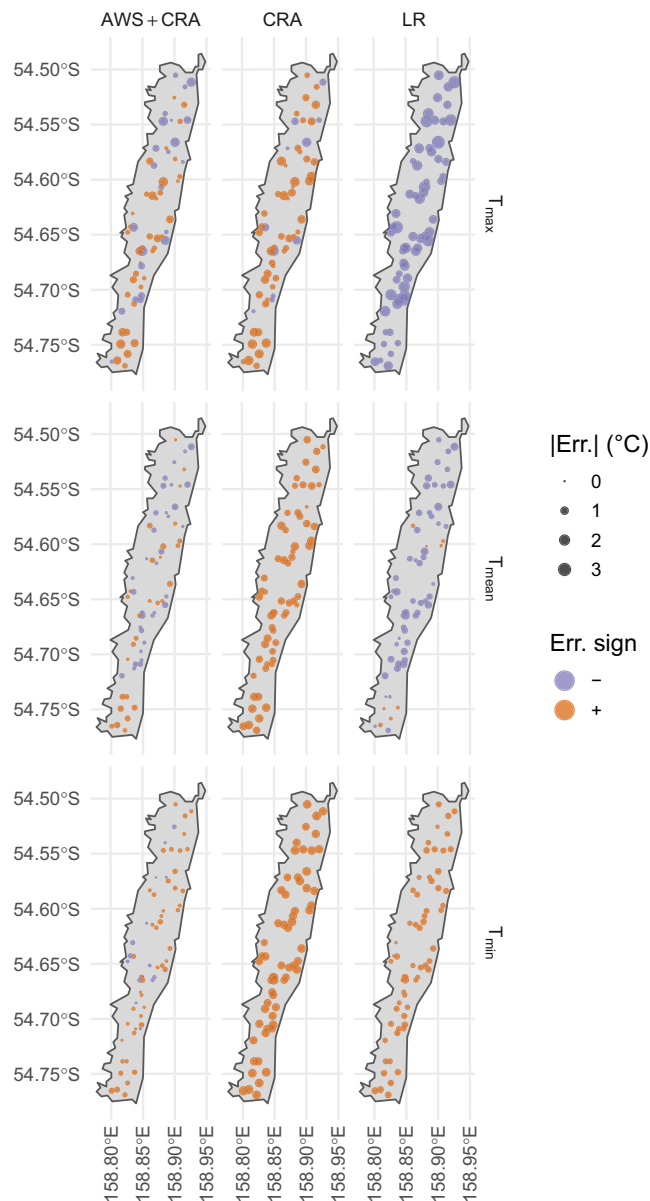 AWS + CRA
CRA
LR
54.50°S
54.55°S
54.60°S
54.65°S
54.70°S
54.75°S
Tmax
54.50°S
54.55°S
54.60°S
54.65°S
54.70°S
54.75°S
Tmean
54.50°S
54.55°S
54.60°S
54.65°S
54.70°S
54.75°S
Tmin
158.80°E
158.85°E
158.90°E
158.95°E
158.80°E
158.85°E
158.90°E
158.95°E
158.80°E
158.85°E
158.90°E
158.95°E
|Err.| (°C)
0
1
2
3
Err. sign
−
+